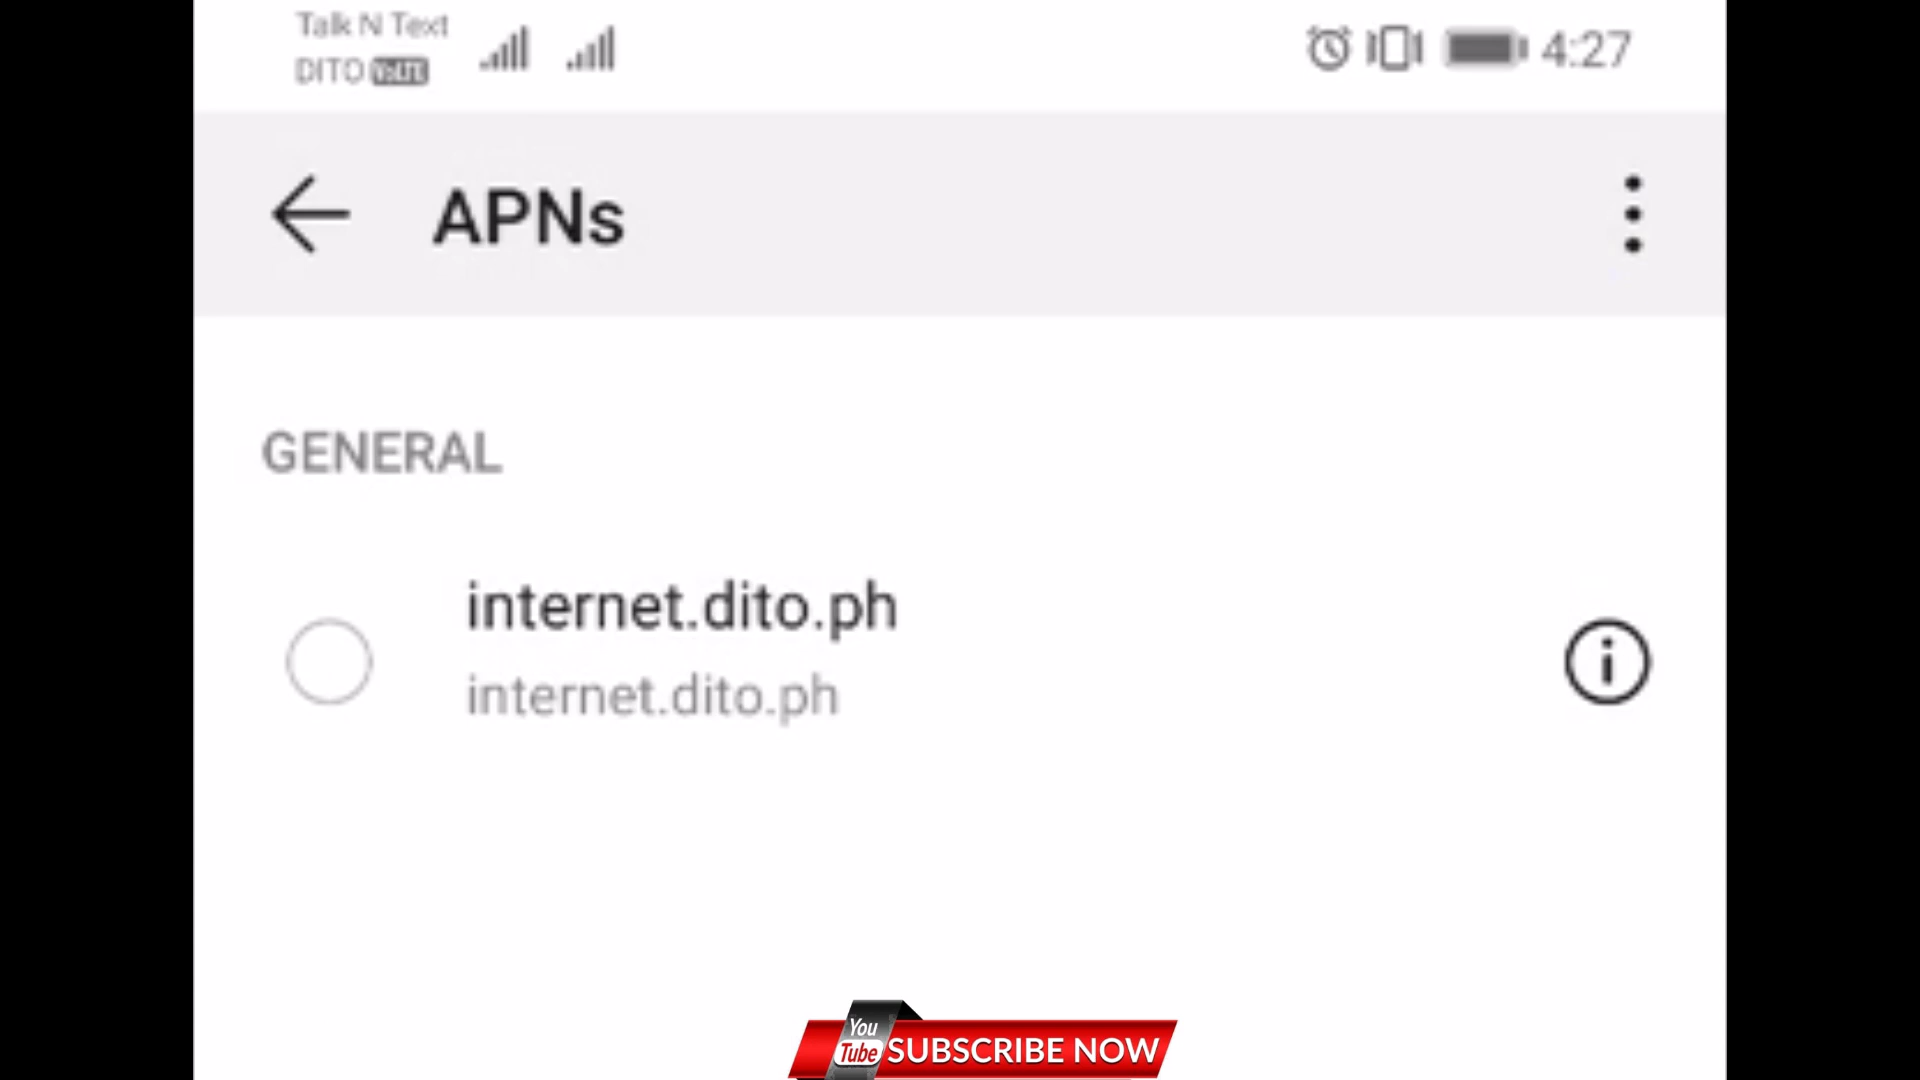 Talk N Text
DITO VoLTE
4:27
APNs
GENERAL
internet.dito.ph
internet.dito.ph
You
Tube SUBSCRIBE NOW